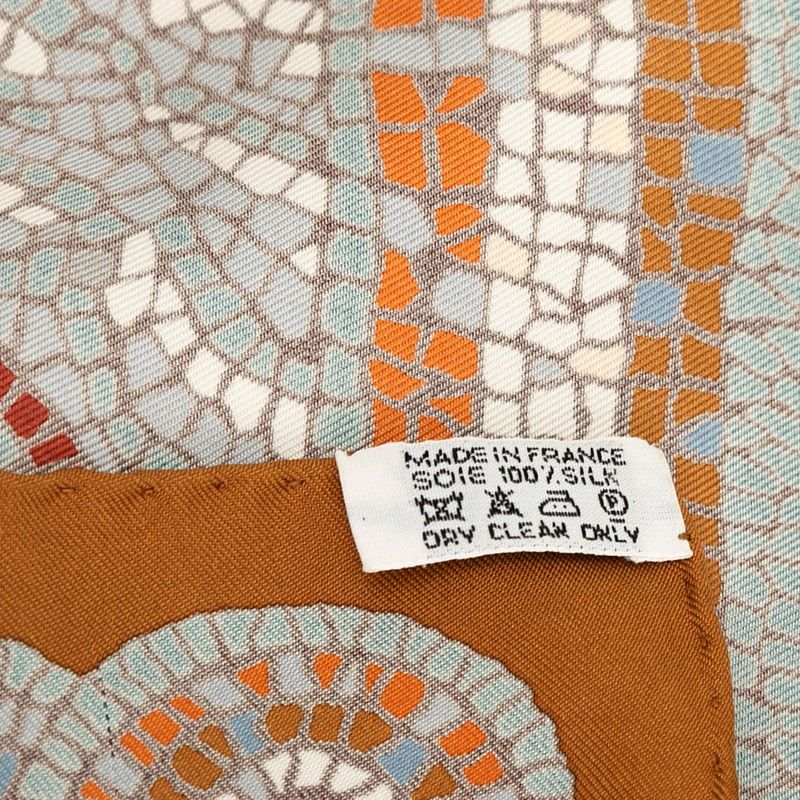 MADE IN FRANCE
SOIE 100% SILK
P
DRY CLEAN ONLY